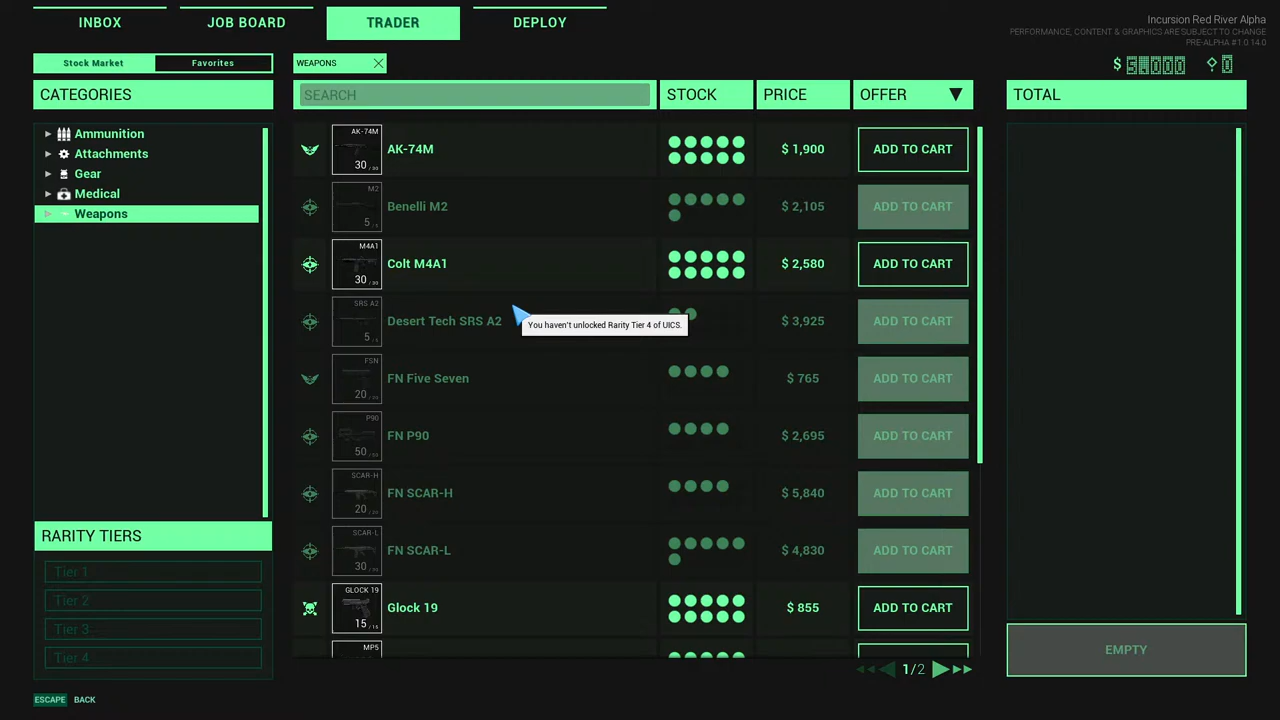 INBOX
JOB BOARD
TRADER
DEPLOY
Incursion Red River Alpha
PERFORMANCE, CONTENT & GRAPHICS ARE SUBJECT TO CHANGE
PRE-ALPHA #1.0.14.0
Stock Market
Favorites
WEAPONS
CATEGORIES
SEARCH
STOCK
PRICE
OFFER
TOTAL
Ammunition
Attachments
Gear
Medical
Weapons
AK-74M
30/30
AK-74M
$ 1,900
ADD TO CART
M2
5
Benelli M2
$ 2,105
ADD TO CART
M4A1
30/30
Colt M4A1
$ 2,580
ADD TO CART
SRS A2
5
Desert Tech SRS A2
You haven't unlocked Rarity Tier 4 of UICS.
$ 3,925
ADD TO CART
FSN
20/20
FN Five Seven
$ 765
ADD TO CART
P90
50/50
FN P90
$ 2,695
ADD TO CART
SCAR-H
20/20
FN SCAR-H
$ 5,840
ADD TO CART
SCAR-L
30/30
FN SCAR-L
$ 4,830
ADD TO CART
GLOCK 19
15/15
Glock 19
$ 855
ADD TO CART
MP5
RARITY TIERS
Tier 1
Tier 2
Tier 3
Tier 4
1/2
EMPTY
ESCAPE BACK